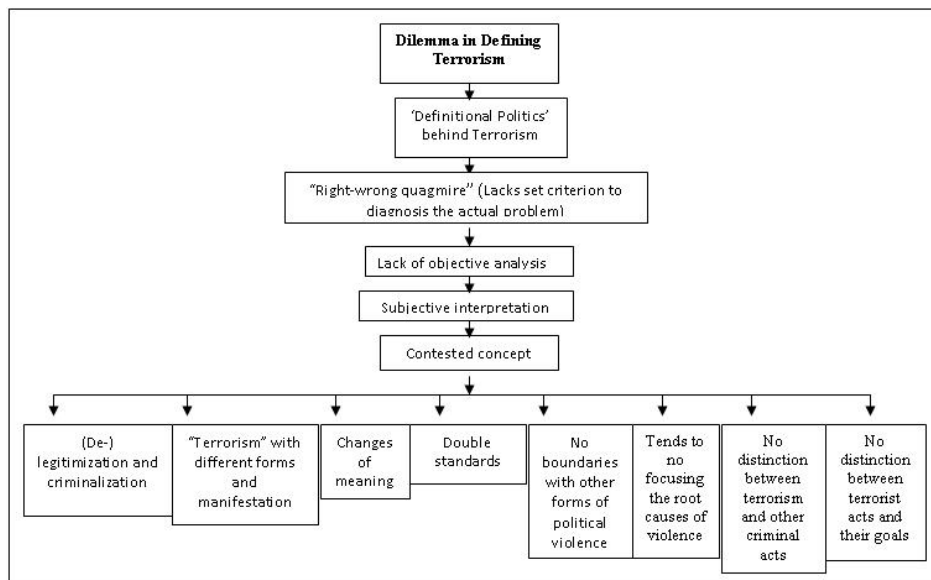 Dilemma in Defining
Terrorism
‘Definitional Politics’
behind Terrorism
“Right-wrong quagmire” (Lacks set criterion to
diagnosis the actual problem)
Lack of objective analysis
Subjective interpretation
Contested concept
(De-)
legitimization and
criminalization
“Terrorism” with
different forms
and
manifestation
Changes
of
meaning
Double
standards
No
boundaries
with other
forms of
political
violence
Tends to
no
focusing
the root
causes of
violence
No
distinction
between
terrorism
and other
criminal
acts
No
distinction
between
terrorist
acts and
their goals